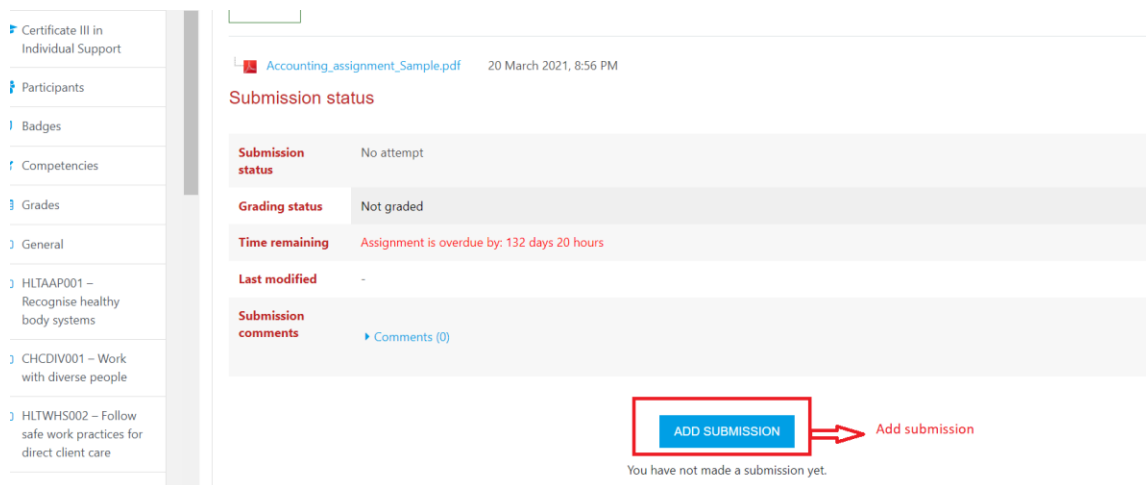 Certificate III in
Individual Support
Participants
Badges
Competencies
Grades
General
HLTAAP001 –
Recognise healthy
body systems
CHCDIV001 – Work
with diverse people
HLTWHS002 – Follow
safe work practices for
direct client care
Accounting_assignment_Sample.pdf 20 March 2021, 8:56 PM
Submission status
Submission
status No attempt
Grading status Not graded
Time remaining Assignment is overdue by: 132 days 20 hours
Last modified -
Submission
comments Comments (0)
ADD SUBMISSION Add submission
You have not made a submission yet.